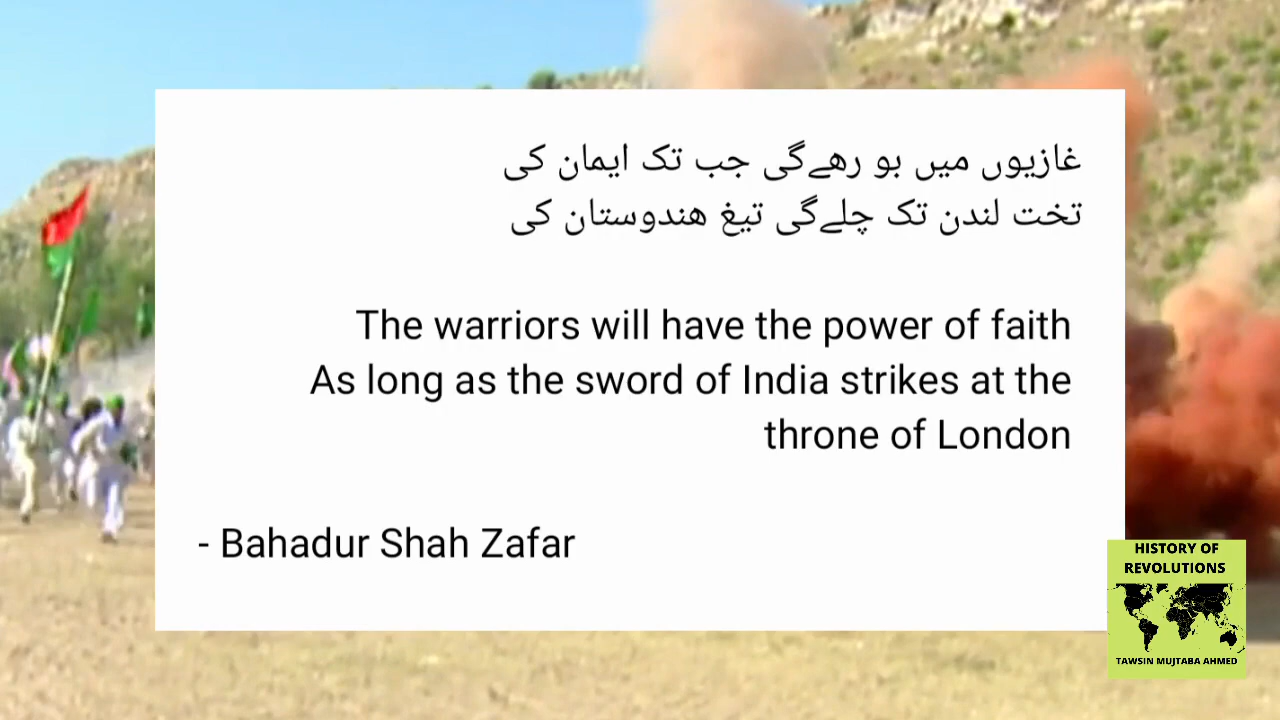 غازیوں میں بو رھےگی جب تک ایمان کی
تخت لندن تک چلےگی تیغ ھندوستان کی
The warriors will have the power of faith
As long as the sword of India strikes at the
throne of London
- Bahadur Shah Zafar
HISTORY OF
REVOLUTIONS
TAWSIN MUJTABA AHMED